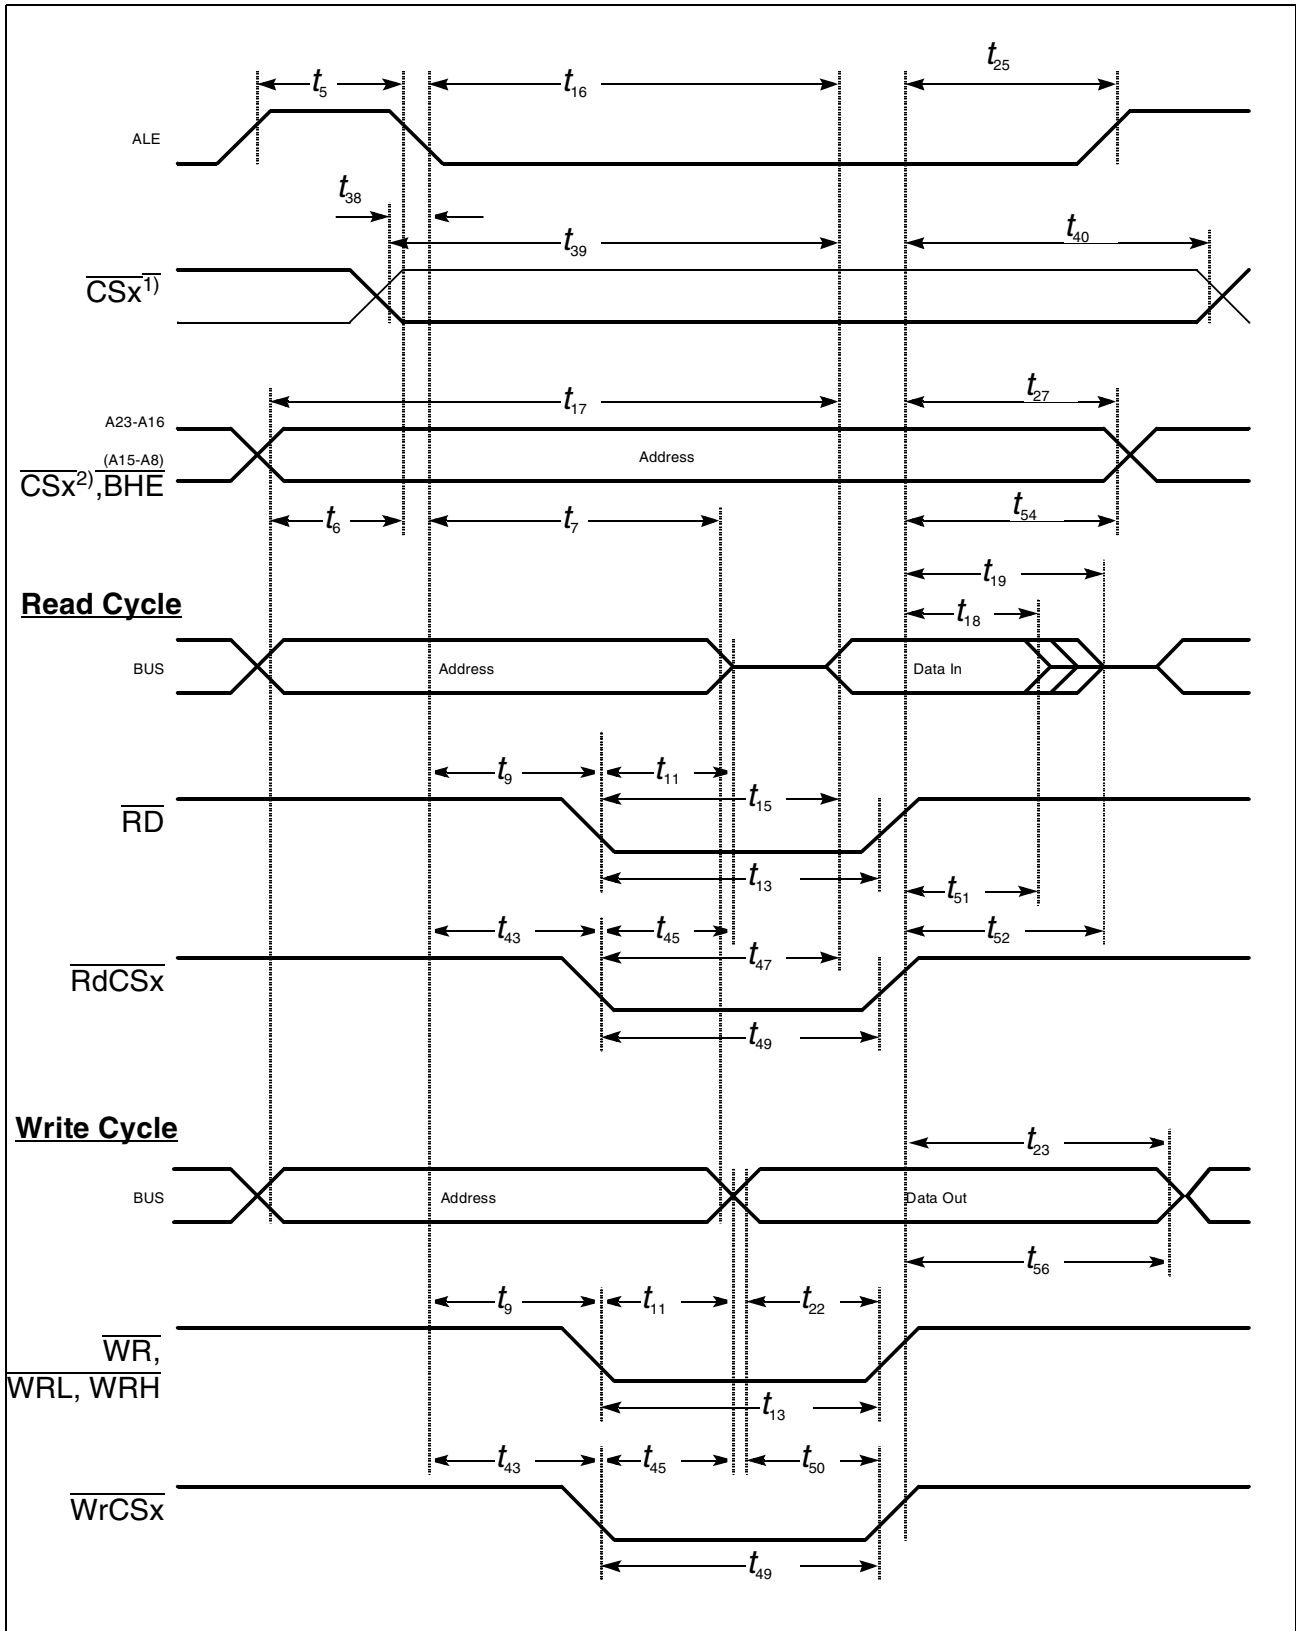 t25
t5
t16
ALE
t38
t40
t39
CSx1)
t27
t17
A23-A16
(A15-A8)
Address
CSx2),BHE
t6
t7
t54
t19
Read Cycle
t18
BUS
Address
Data In
t9
t11
t15
RD
t13
t51
t43
t45
t52
t47
RdCSx
t49
Write Cycle
t23
BUS
Address
Data Out
t56
t9
t11
t22
WR,
WRL, WRH
t13
t43
t45
t50
WrCSx
t49